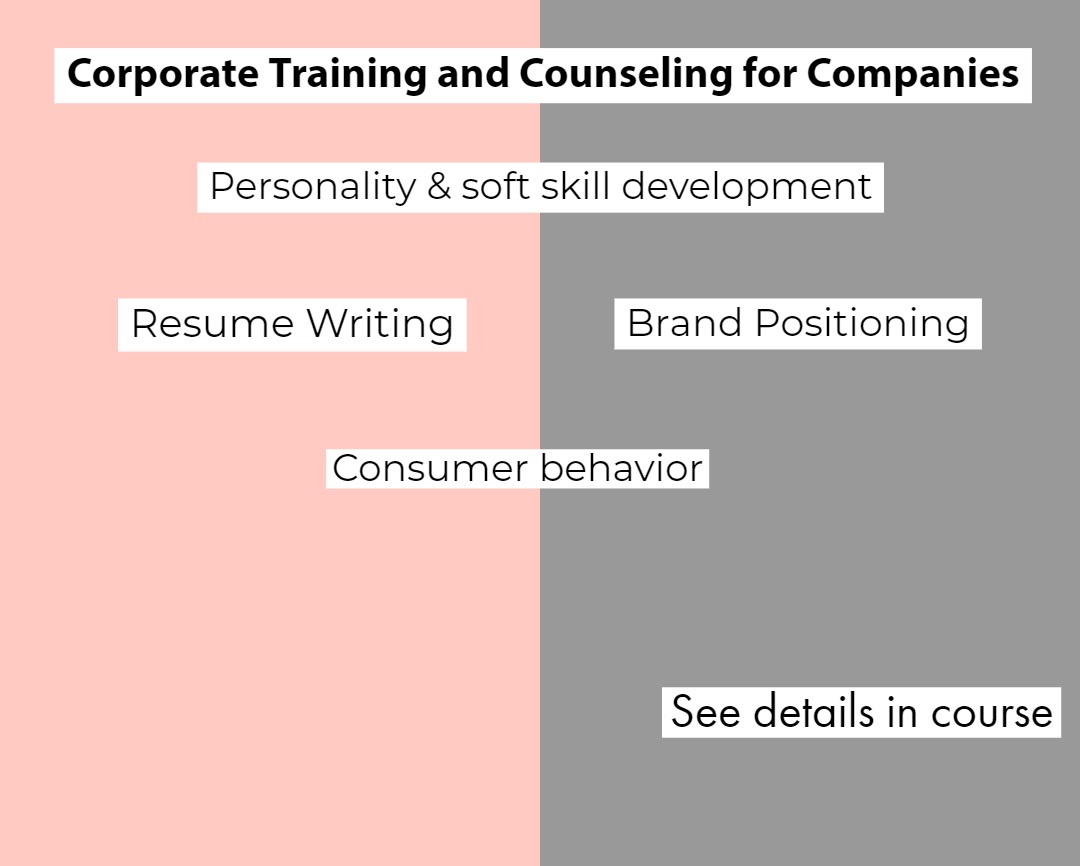 Corporate Training and Counseling for Companies
Personality & soft skill development
Resume Writing
Brand Positioning
Consumer behavior
See details in course